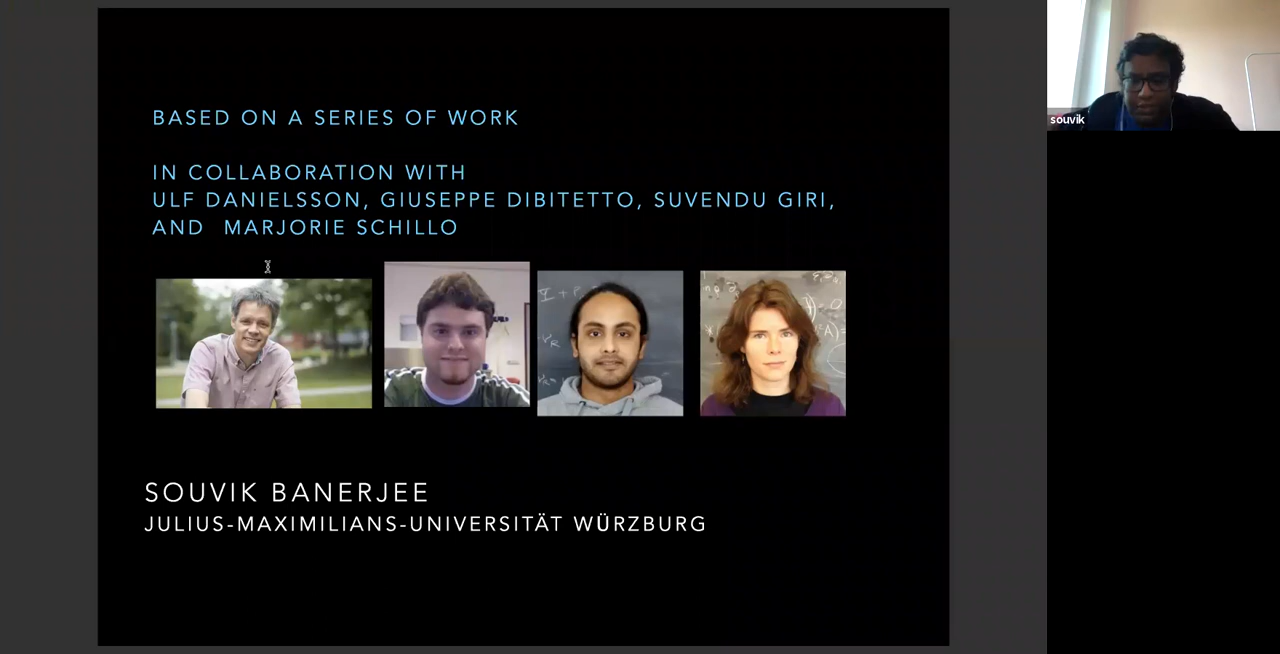 BASED ON A SERIES OF WORK
IN COLLABORATION WITH
ULF DANIELSSON, GIUSEPPE DIBITETTO, SUVENDU GIRI,
AND MARJORIE SCHILLO
SOUVIK BANERJEE
JULIUS-MAXIMILIANS-UNIVERSITÄT WÜRZBURG
souvik